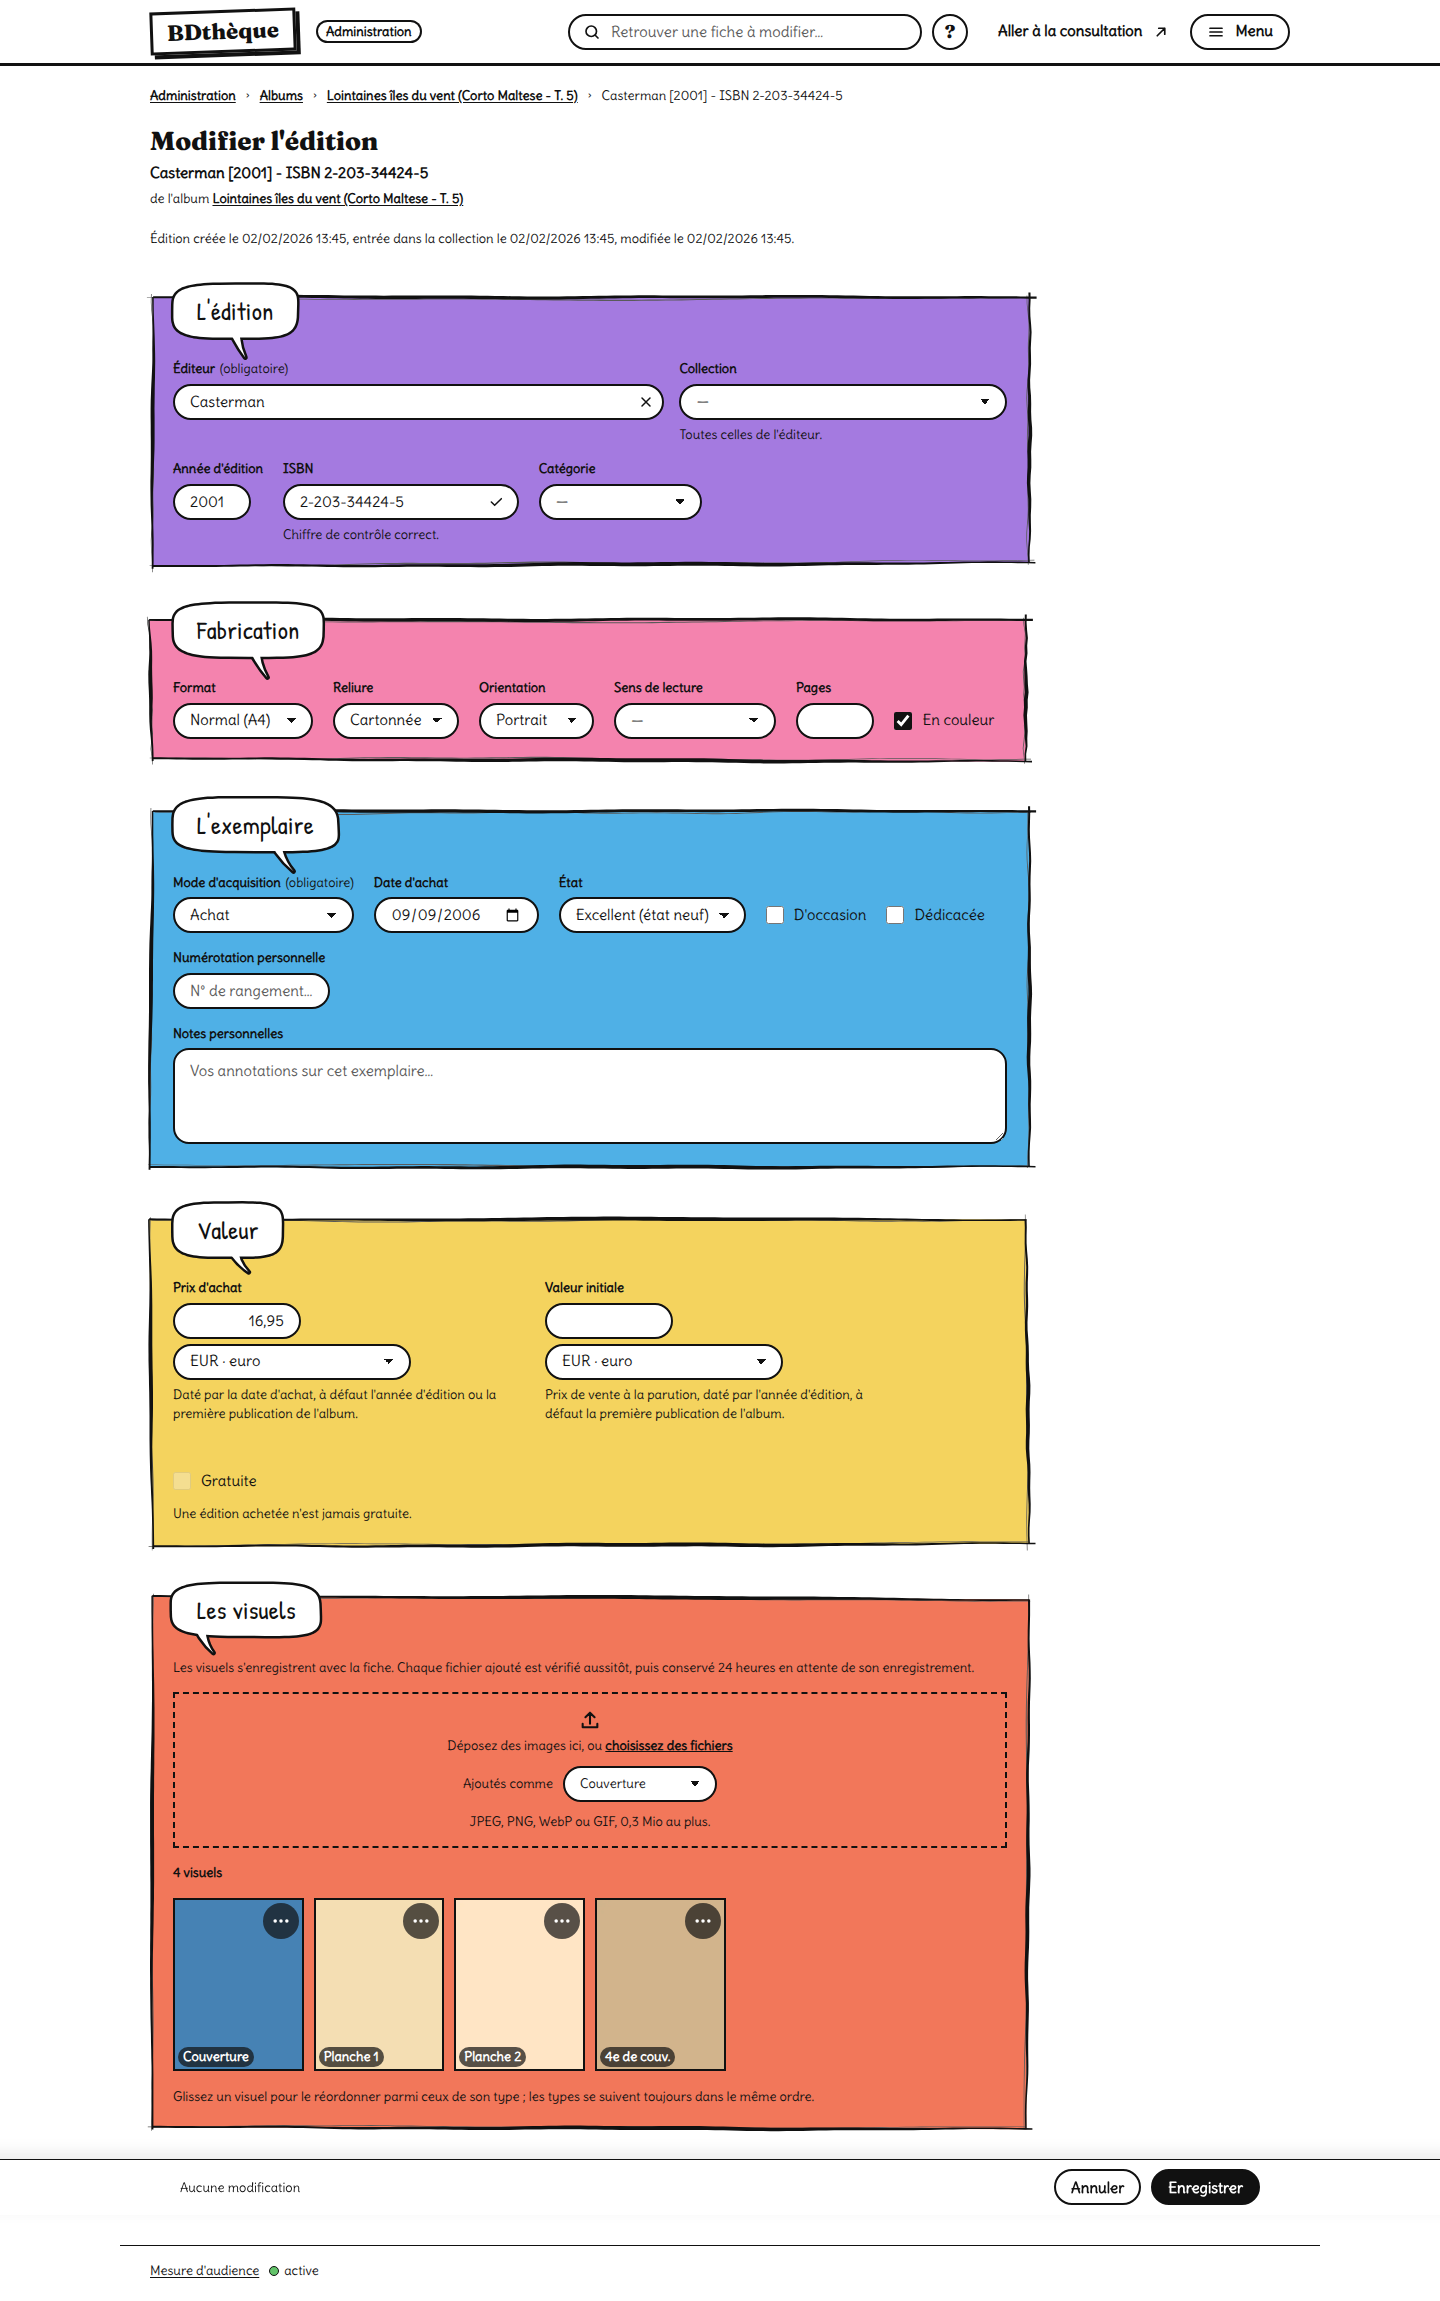 BDthèque
Administration
Retrouver une fiche à modifier...
?
Aller à la consultation
Menu
Administration › Albums › Lointaines îles du vent (Corto Maltese - T. 5) › Casterman [2001] - ISBN 2-203-34424-5
Modifier l'édition
Casterman [2001] - ISBN 2-203-34424-5
de l'album Lointaines îles du vent (Corto Maltese - T. 5)
Édition créée le 02/02/2026 13:45, entrée dans la collection le 02/02/2026 13:45, modifiée le 02/02/2026 13:45.
L'édition
Éditeur (obligatoire)
Collection
Casterman
—
Toutes celles de l'éditeur.
Année d'édition
ISBN
Catégorie
2001
2-203-34424-5
—
Chiffre de contrôle correct.
Fabrication
Format
Reliure
Orientation
Sens de lecture
Pages
Normal (A4)
Cartonnée
Portrait
—
En couleur
L'exemplaire
Mode d'acquisition (obligatoire)
Date d'achat
État
Achat
09/09/2006
Excellent (état neuf)
D'occasion
Dédicacée
Numérotation personnelle
N° de rangement...
Notes personnelles
Vos annotations sur cet exemplaire...
Valeur
Prix d'achat
Valeur initiale
16,95
EUR · euro
EUR · euro
Daté par la date d'achat, à défaut l'année d'édition ou la
première publication de l'album.
Prix de vente à la parution, daté par l'année d'édition, à
défaut la première publication de l'album.
Gratuite
Une édition achetée n'est jamais gratuite.
Les visuels
Les visuels s'enregistrent avec la fiche. Chaque fichier ajouté est vérifié aussitôt, puis conservé 24 heures en attente de son enregistrement.
Déposez des images ici, ou choisissez des fichiers
Ajoutés comme
Couverture
JPEG, PNG, WebP ou GIF, 0,3 Mio au plus.
4 visuels
Couverture
Planche 1
Planche 2
4e de couv.
Glissez un visuel pour le réordonner parmi ceux de son type ; les types se suivent toujours dans le même ordre.
Aucune modification
Annuler
Enregistrer
Mesure d'audience
active